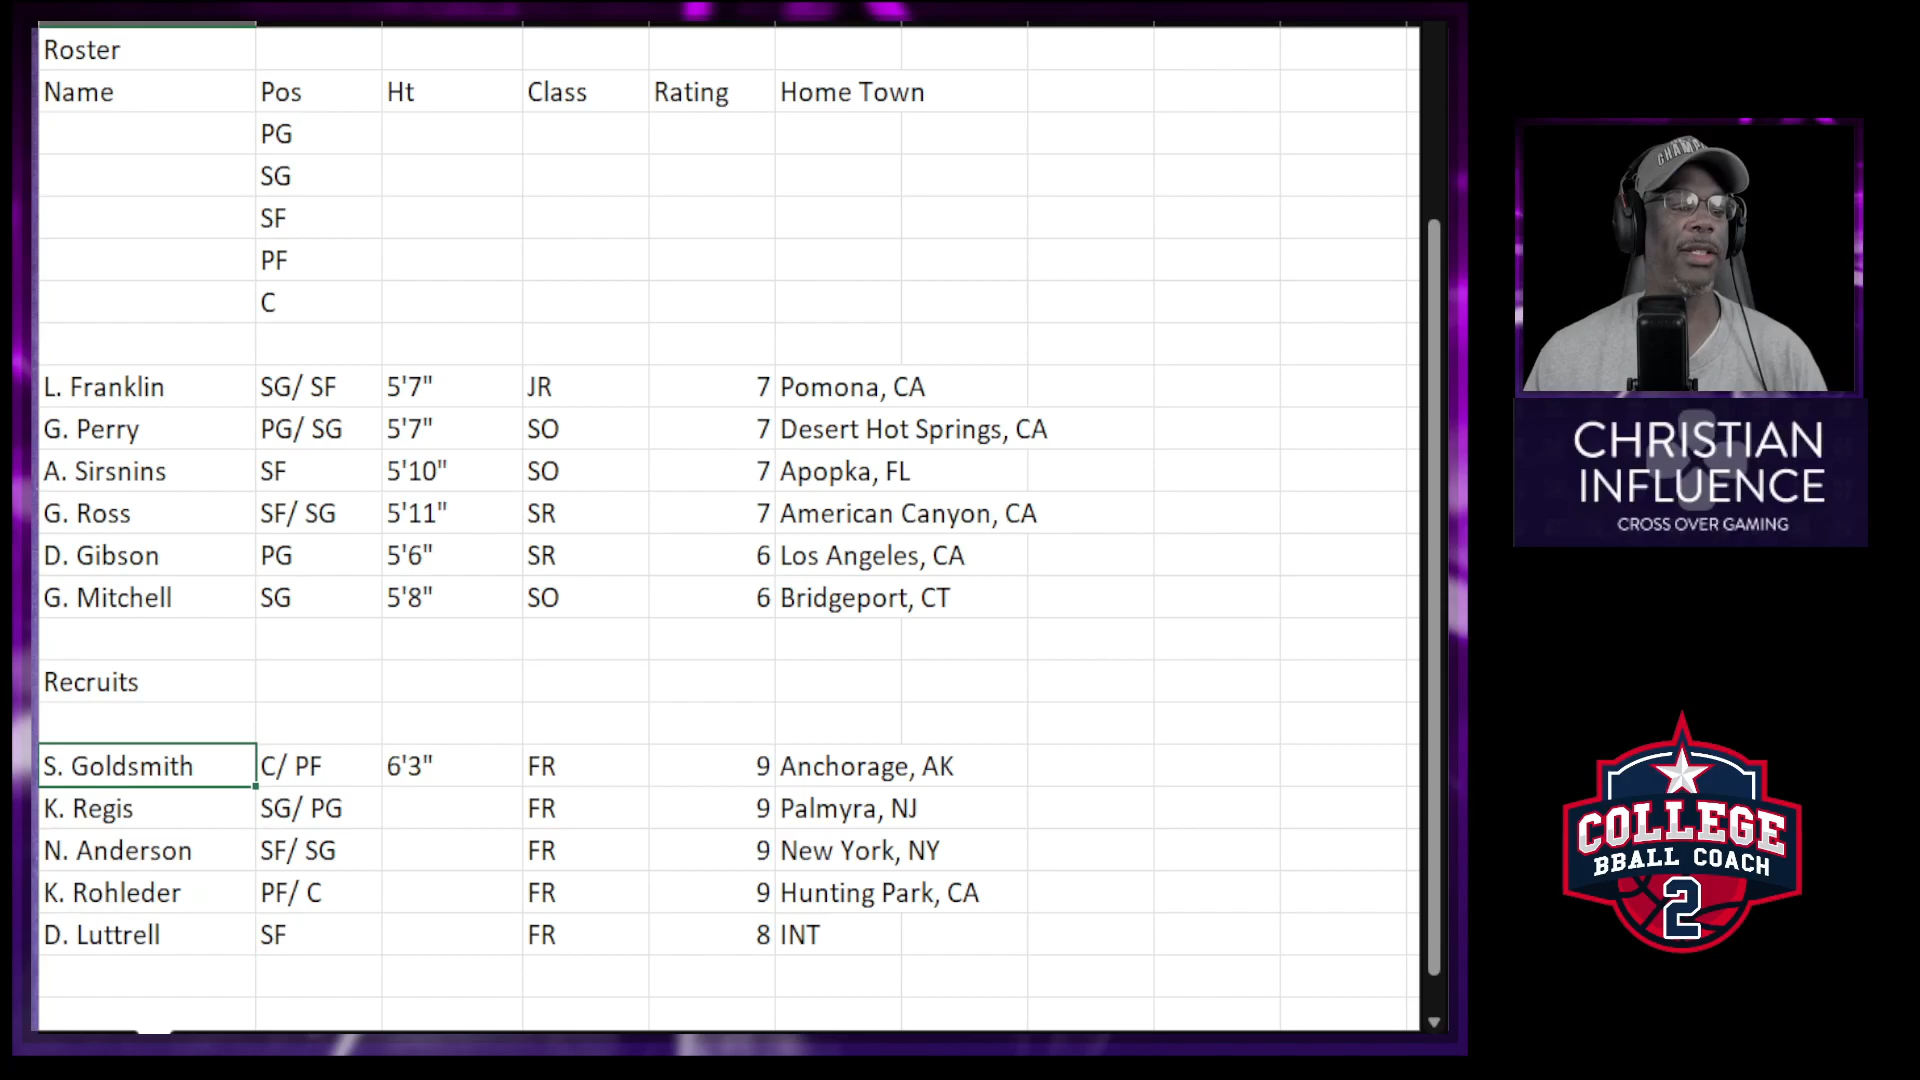 Roster
Name Pos Ht Class Rating Home Town
PG
SG
SF
PF
C
L. Franklin SG/ SF 5'7" JR 7 Pomona, CA
G. Perry PG/ SG 5'7" SO 7 Desert Hot Springs, CA
A. Sirsnins SF 5'10" SO 7 Apopka, FL
G. Ross SF/ SG 5'11" SR 7 American Canyon, CA
D. Gibson PG 5'6" SR 6 Los Angeles, CA
G. Mitchell SG 5'8" SO 6 Bridgeport, CT
Recruits
S. Goldsmith C/ PF 6'3" FR 9 Anchorage, AK
K. Regis SG/ PG FR 9 Palmyra, NJ
N. Anderson SF/ SG FR 9 New York, NY
K. Rohleder PF/ C FR 9 Hunting Park, CA
D. Luttrell SF FR 8 INT
CHRISTIAN
INFLUENCE
CROSS OVER GAMING
COLLEGE
BBALL COACH
2